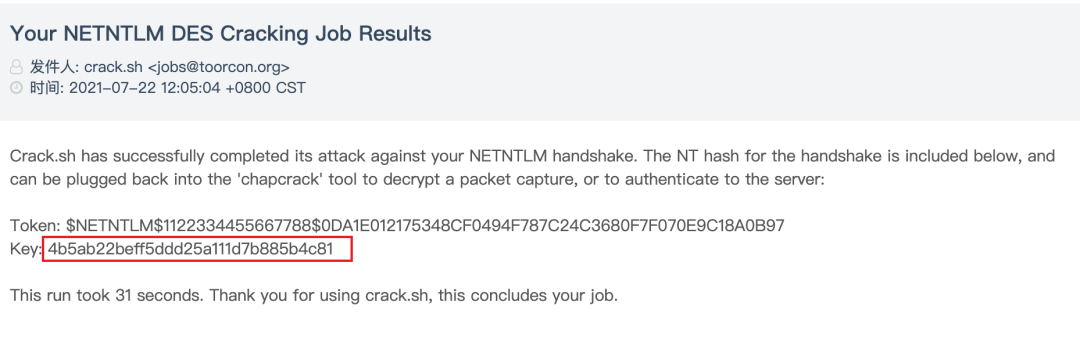 Your NETNTLM DES Cracking Job Results
发件人: crack.sh <jobs@toorcon.org>
时间: 2021-07-22 12:05:04 +0800 CST
Crack.sh has successfully completed its attack against your NETNTLM handshake. The NT hash for the handshake is included below, and
can be plugged back into the 'chapcrack' tool to decrypt a packet capture, or to authenticate to the server:
Token: $NETNTLM$1122334455667788$0DA1E012175348CF0494F787C24C3680F7F070E9C18A0B97
Key: 4b5ab22beff5ddd25a111d7b885b4c81
This run took 31 seconds. Thank you for using crack.sh, this concludes your job.